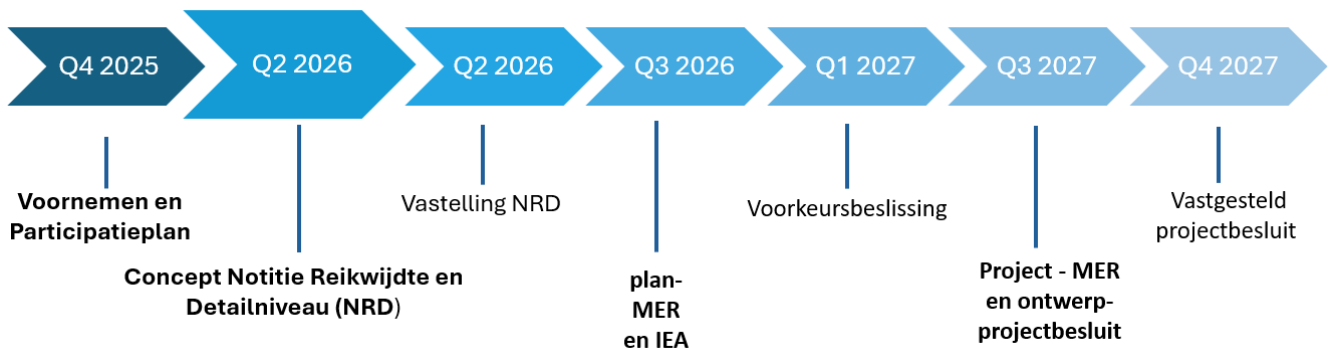 Q4 2025
Q2 2026
Q2 2026
Q3 2026
Q1 2027
Q3 2027
Q4 2027
Voornemen en
Participatieplan
Concept Notitie Reikwijdte en
Detailniveau (NRD)
Vastelling NRD
plan-
MER
en IEA
Voorkeursbeslissing
Project - MER
en ontwerp-
projectbesluit
Vastgesteld
projectbesluit